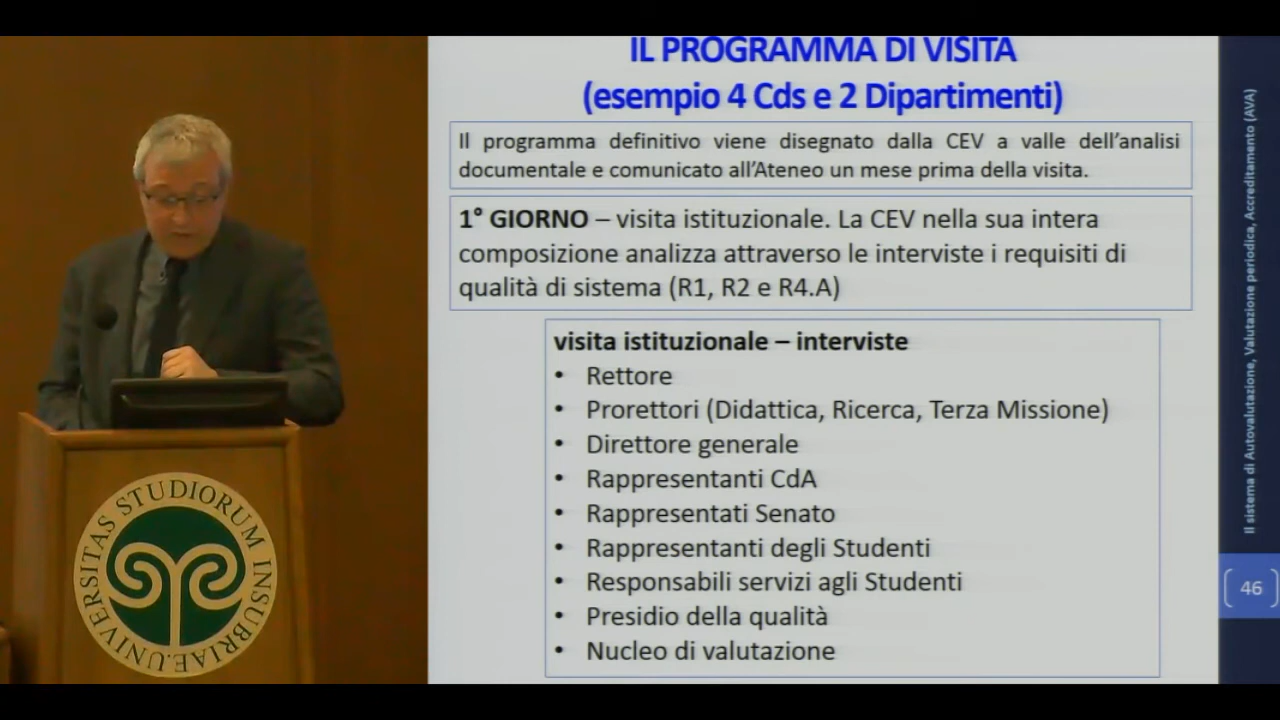 IL PROGRAMMA DI VISITA
(esempio 4 Cds e 2 Dipartimenti)
Il programma definitivo viene disegnato dalla CEV a valle dell'analisi
documentale e comunicato all'Ateneo un mese prima della visita.
1° GIORNO – visita istituzionale. La CEV nella sua intera
composizione analizza attraverso le interviste i requisiti di
qualità di sistema (R1, R2 e R4.A)
visita istituzionale – interviste
• Rettore
• Prorettori (Didattica, Ricerca, Terza Missione)
• Direttore generale
• Rappresentanti CdA
• Rappresentati Senato
• Rappresentanti degli Studenti
• Responsabili servizi agli Studenti
• Presidio della qualità
• Nucleo di valutazione
Il sistema di Autovalutazione, Valutazione periodica, Accreditamento (AVA)
46
UNIVERSITAS STUDIORUM INSUBRIAE